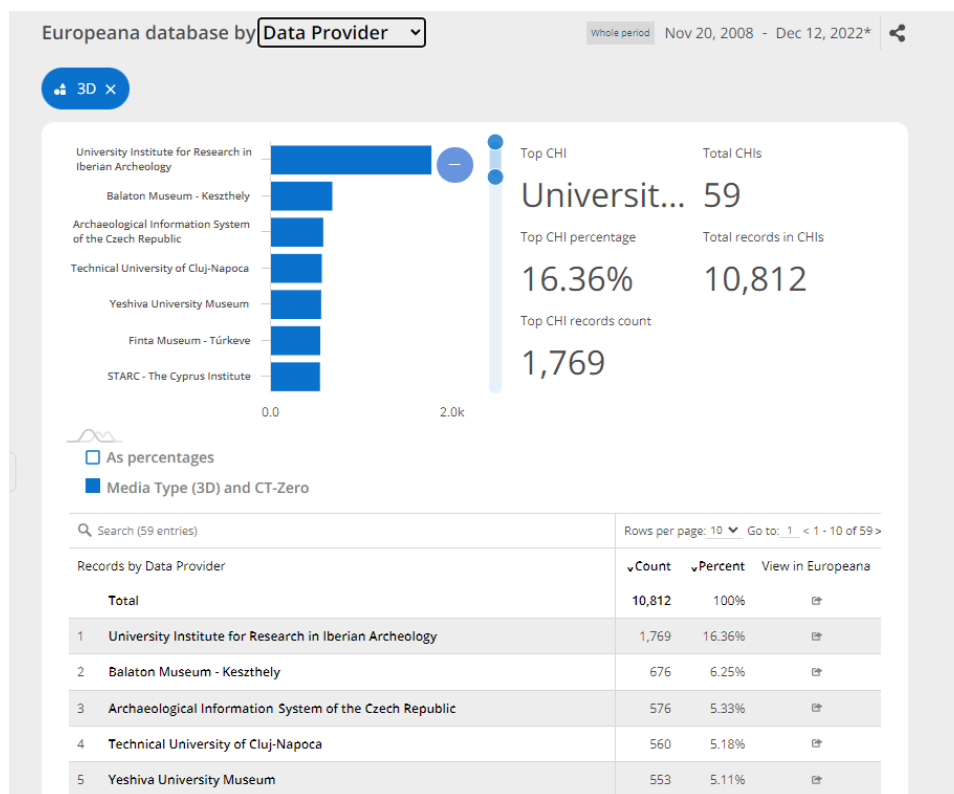 Europeana database by Data Provider
Whole period Nov 20, 2008 - Dec 12, 2022*
3D ×
University Institute for Research in
Iberian Archeology
Balaton Museum - Keszthely
Archaeological Information System
of the Czech Republic
Technical University of Cluj-Napoca
Yeshiva University Museum
Finta Museum - Túrkeve
STARC - The Cyprus Institute
0.0 2.0k
Top CHI Total CHIs
Universit... 59
Top CHI percentage Total records in CHIs
16.36% 10,812
Top CHI records count
1,769
As percentages
Media Type (3D) and CT-Zero
Search (59 entries) Rows per page: 10 Go to: 1 < 1 - 10 of 59 >
Records by Data Provider Count Percent View in Europeana
Total 10,812 100%
1 University Institute for Research in Iberian Archeology 1,769 16.36%
2 Balaton Museum - Keszthely 676 6.25%
3 Archaeological Information System of the Czech Republic 576 5.33%
4 Technical University of Cluj-Napoca 560 5.18%
5 Yeshiva University Museum 553 5.11%